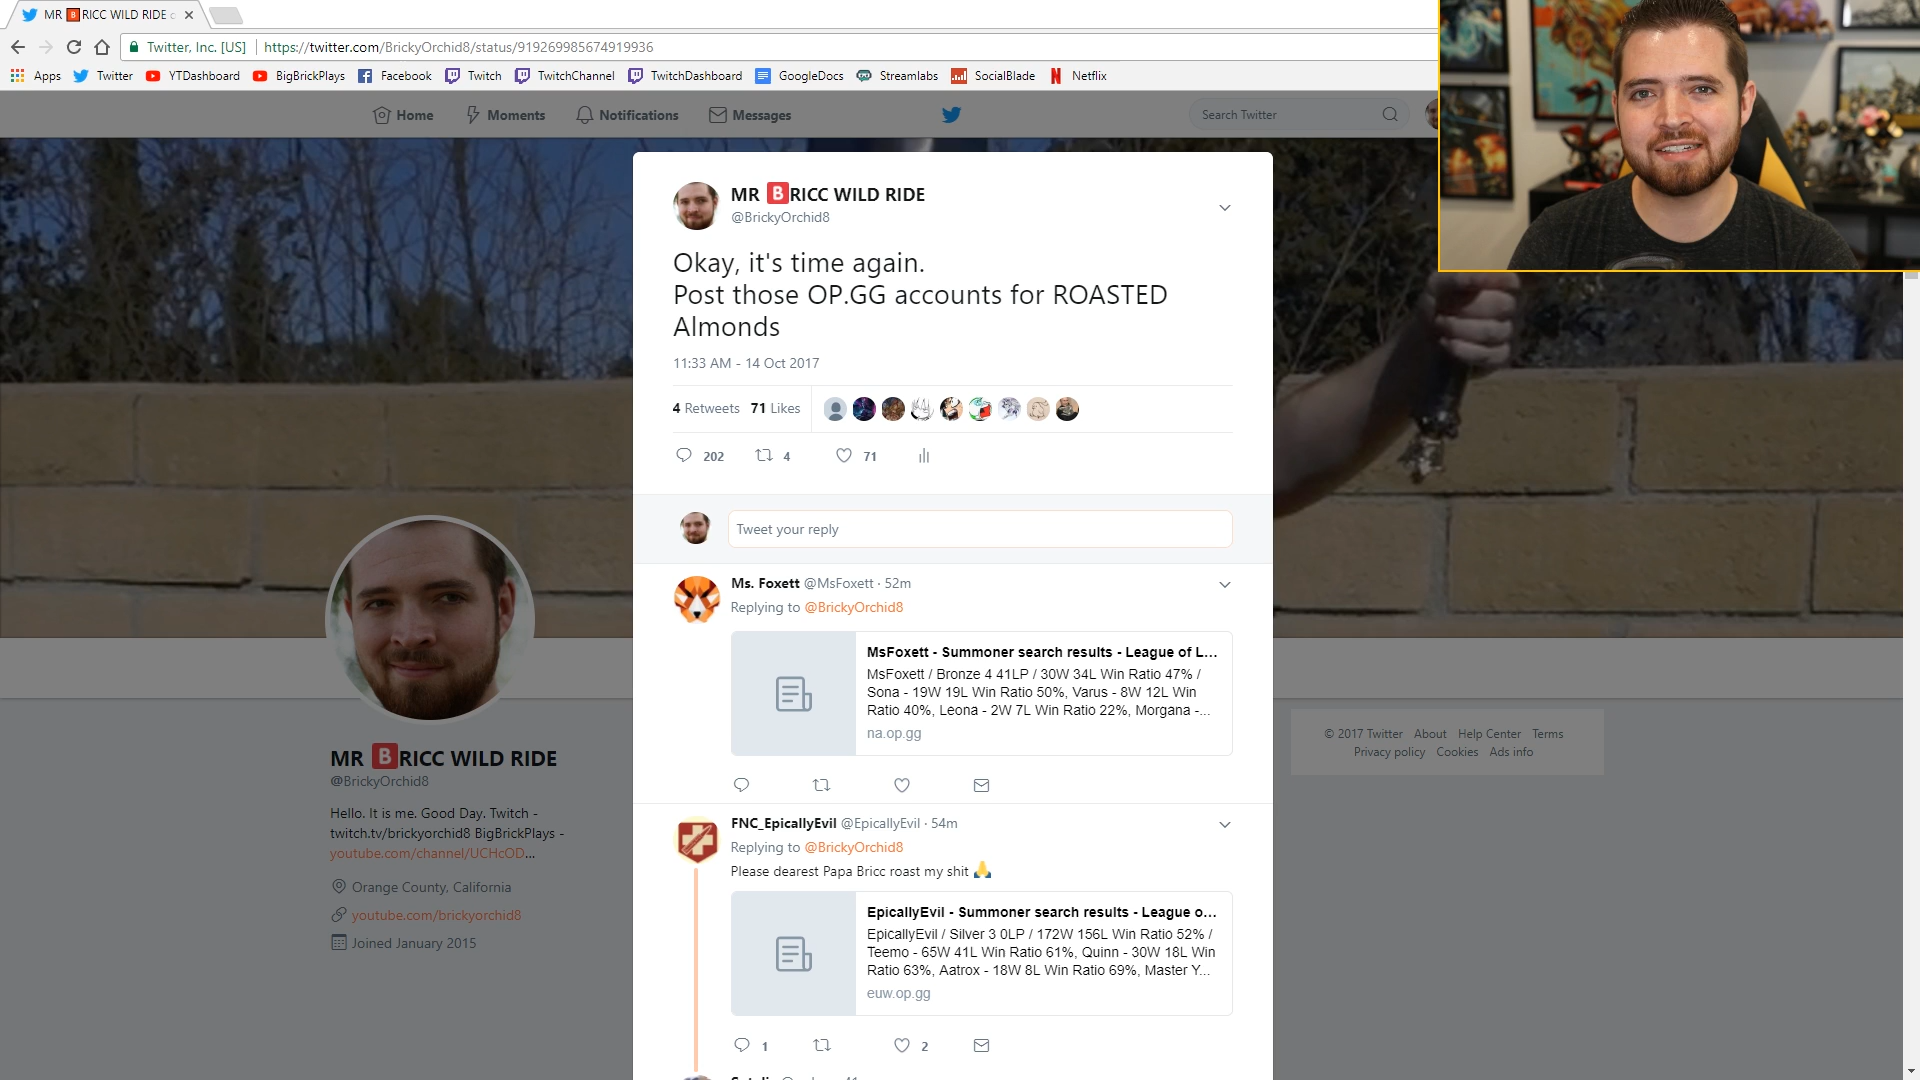 MR 🅱RICC WILD RIDE
Twitter, Inc. [US]
https://twitter.com/BrickyOrchid8/status/919269985674919936
Apps Twitter YTDashboard BigBrickPlays Facebook Twitch TwitchChannel TwitchDashboard GoogleDocs Streamlabs SocialBlade Netflix
Home Moments Notifications Messages Search Twitter
MR 🅱RICC WILD RIDE
@BrickyOrchid8
Okay, it's time again.
Post those OP.GG accounts for ROASTED
Almonds
11:33 AM - 14 Oct 2017
4 Retweets 71 Likes
202 4 71
Tweet your reply
Ms. Foxett @MsFoxett · 52m
Replying to @BrickyOrchid8
MsFoxett - Summoner search results - League of L...
MsFoxett / Bronze 4 41LP / 30W 34L Win Ratio 47% /
Sona - 19W 19L Win Ratio 50%, Varus - 8W 12L Win
Ratio 40%, Leona - 2W 7L Win Ratio 22%, Morgana -...
na.op.gg
FNC_EpicallyEvil @EpicallyEvil · 54m
Replying to @BrickyOrchid8
Please dearest Papa Bricc roast my shit 🙏
EpicallyEvil - Summoner search results - League o...
EpicallyEvil / Silver 3 0LP / 172W 156L Win Ratio 52% /
Teemo - 65W 41L Win Ratio 61%, Quinn - 30W 18L Win
Ratio 63%, Aatrox - 18W 8L Win Ratio 69%, Master Y...
euw.op.gg
1 2
MR 🅱RICC WILD RIDE
@BrickyOrchid8
Hello. It is me. Good Day. Twitch -
twitch.tv/brickyorchid8 BigBrickPlays -
youtube.com/channel/UCHcOD...
Orange County, California
youtube.com/brickyorchid8
Joined January 2015
© 2017 Twitter About Help Center Terms
Privacy policy Cookies Ads info